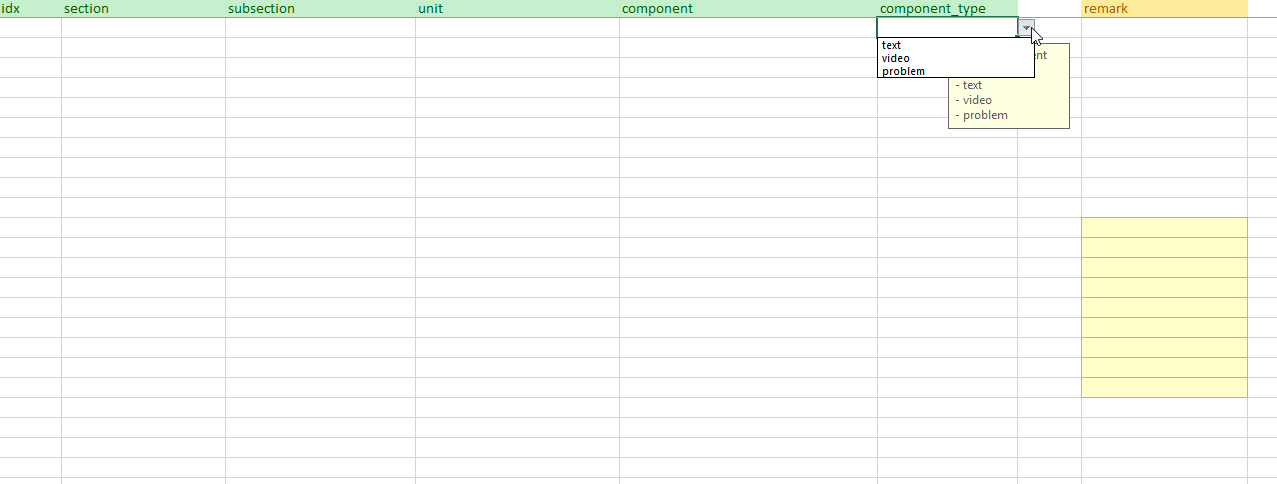 idx section subsection unit component component_type remark
text
video
problem
- text
- video
- problem